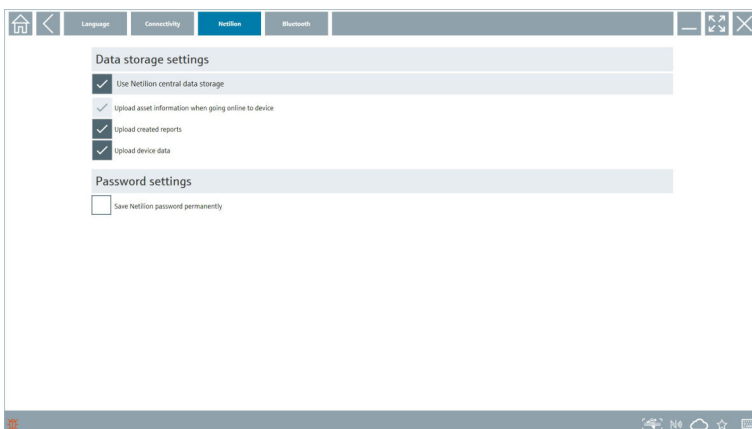 Language
Connectivity
Netilion
Bluetooth
Data storage settings
Use Netilion central data storage
Upload asset information when going online to device
Upload created reports
Upload device data
Password settings
Save Netilion password permanently